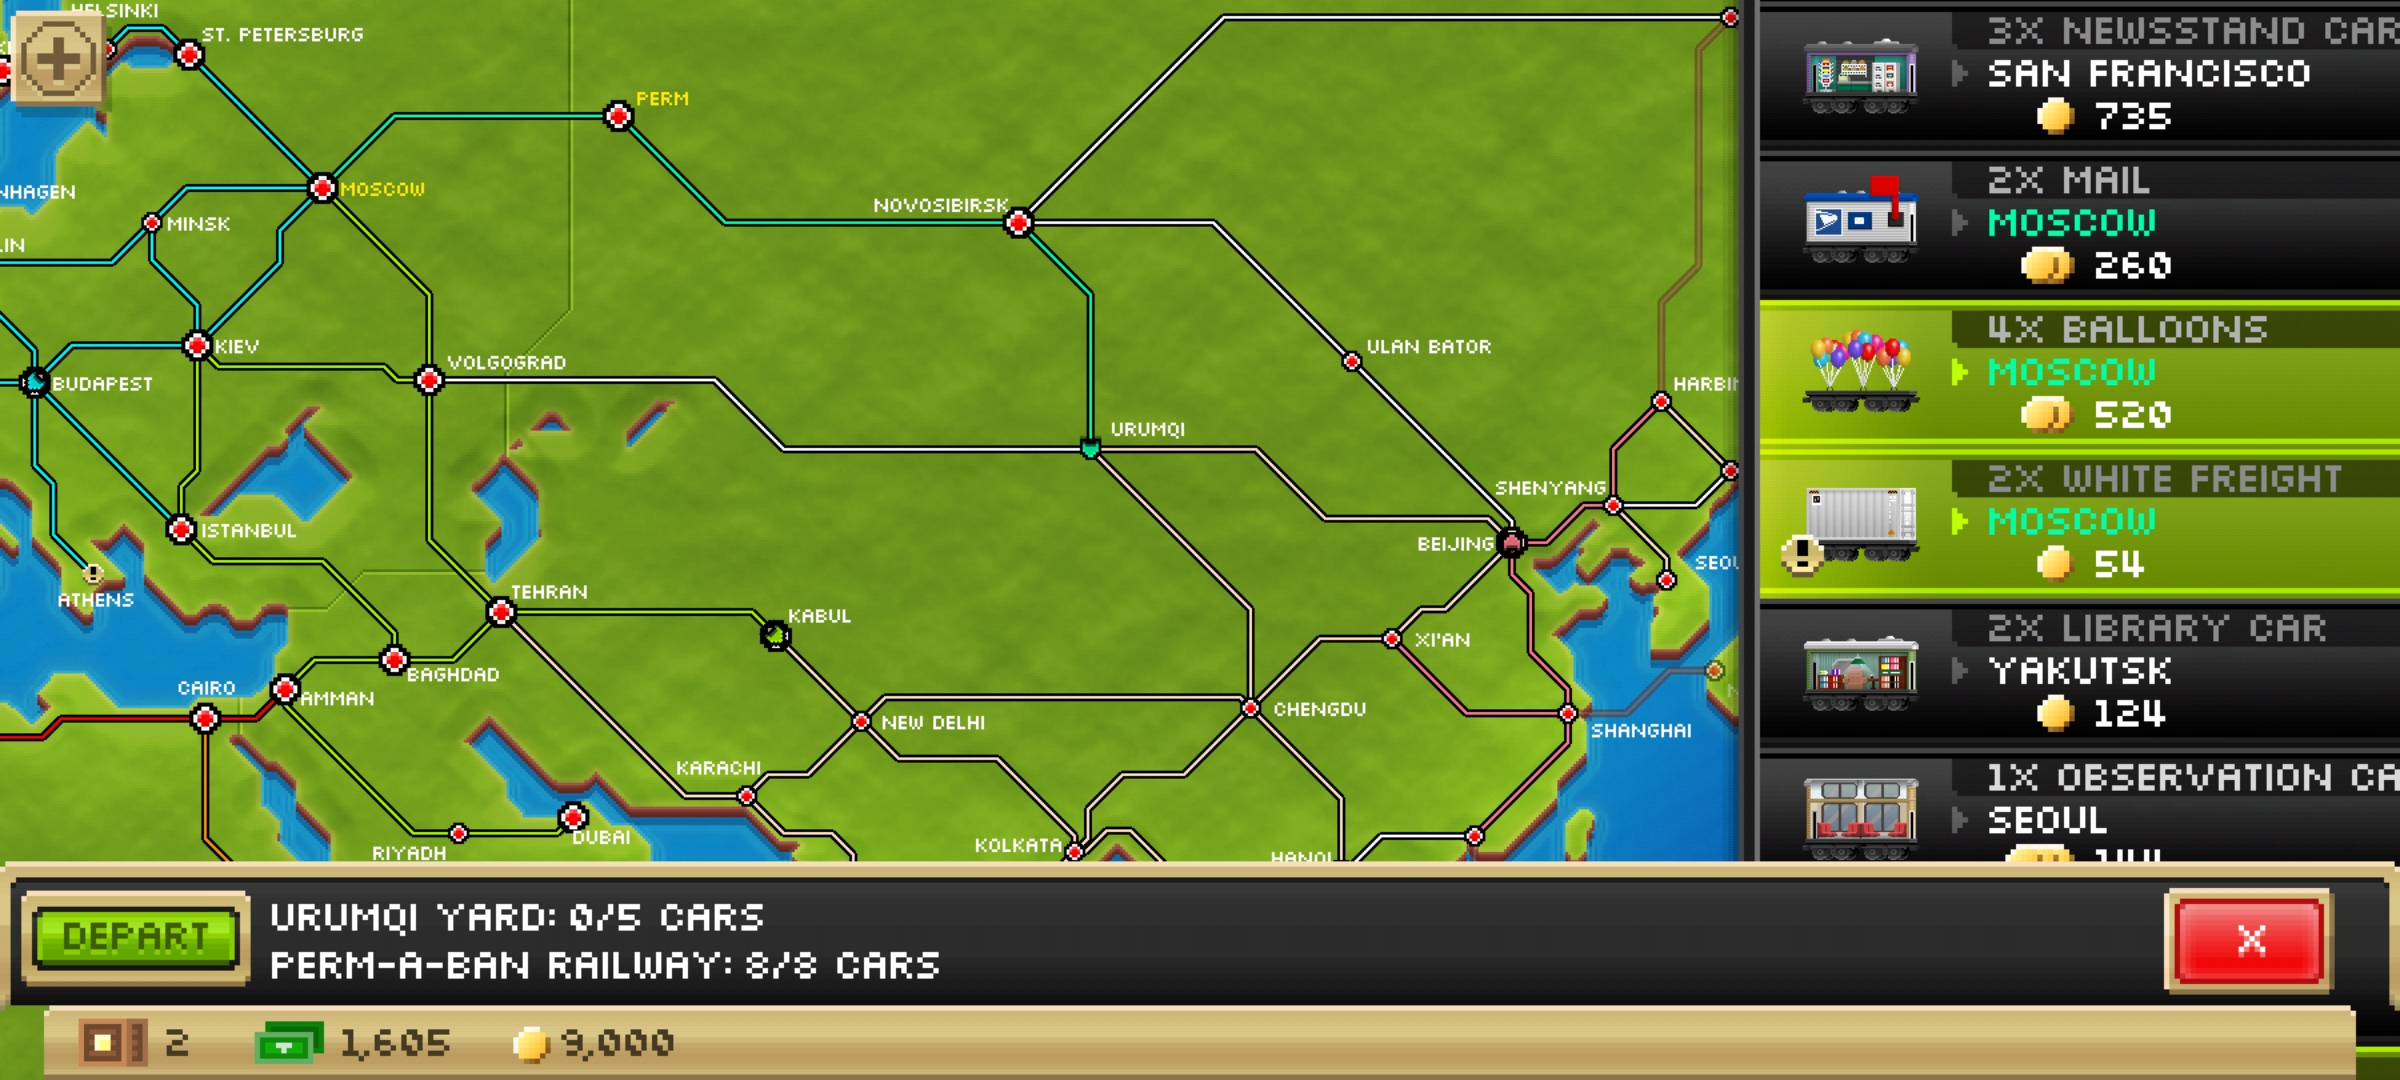 HELSINKI
ST. PETERSBURG
PERM
NHAGEN
MOSCOW
MINSK
NOVOSIBIRSK
LIN
KIEV
ULAN BATOR
BUDAPEST
VOLGOGRAD
HARBIN
URUMQI
SHENYANG
ISTANBUL
BEIJING
SEOU
ATHENS
TEHRAN
KABUL
XI'AN
BAGHDAD
CAIRO
AMMAN
CHENGDU
NEW DELHI
SHANGHAI
KARACHI
DUBAI
RIYADH
KOLKATA
HANOI
3X NEWSSTAND CAR
SAN FRANCISCO
735
2X MAIL
MOSCOW
260
4X BALLOONS
MOSCOW
520
2X WHITE FREIGHT
MOSCOW
54
2X LIBRARY CAR
YAKUTSK
124
1X OBSERVATION CA
SEOUL
144
DEPART
URUMQI YARD: 0/5 CARS
PERM-A-BAN RAILWAY: 8/8 CARS
X
2
1,605
9,000